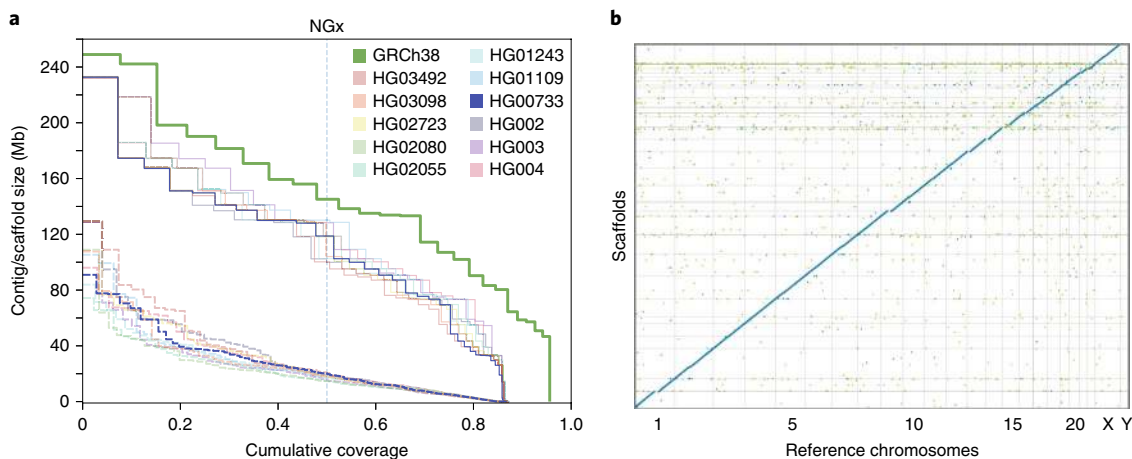 a
NGx
Contig/scaffold size (Mb)
240
200
160
120
80
40
0
GRCh38
HG03492
HG03098
HG02723
HG02080
HG02055
HG01243
HG01109
HG00733
HG002
HG003
HG004
0 0.2 0.4 0.6 0.8 1.0
Cumulative coverage
b
Scaffolds
1 5 10 15 20 X Y
Reference chromosomes